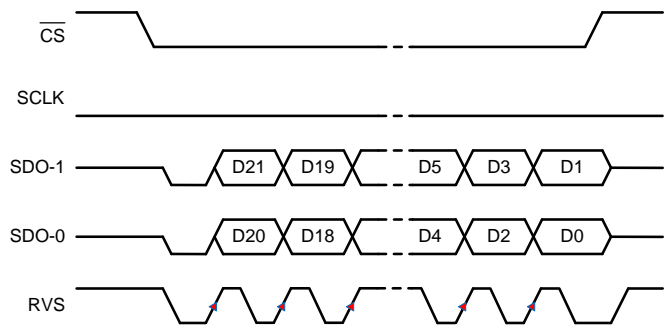 CS
SCLK
SDO-1 D21 D19 D5 D3 D1
SDO-0 D20 D18 D4 D2 D0
RVS